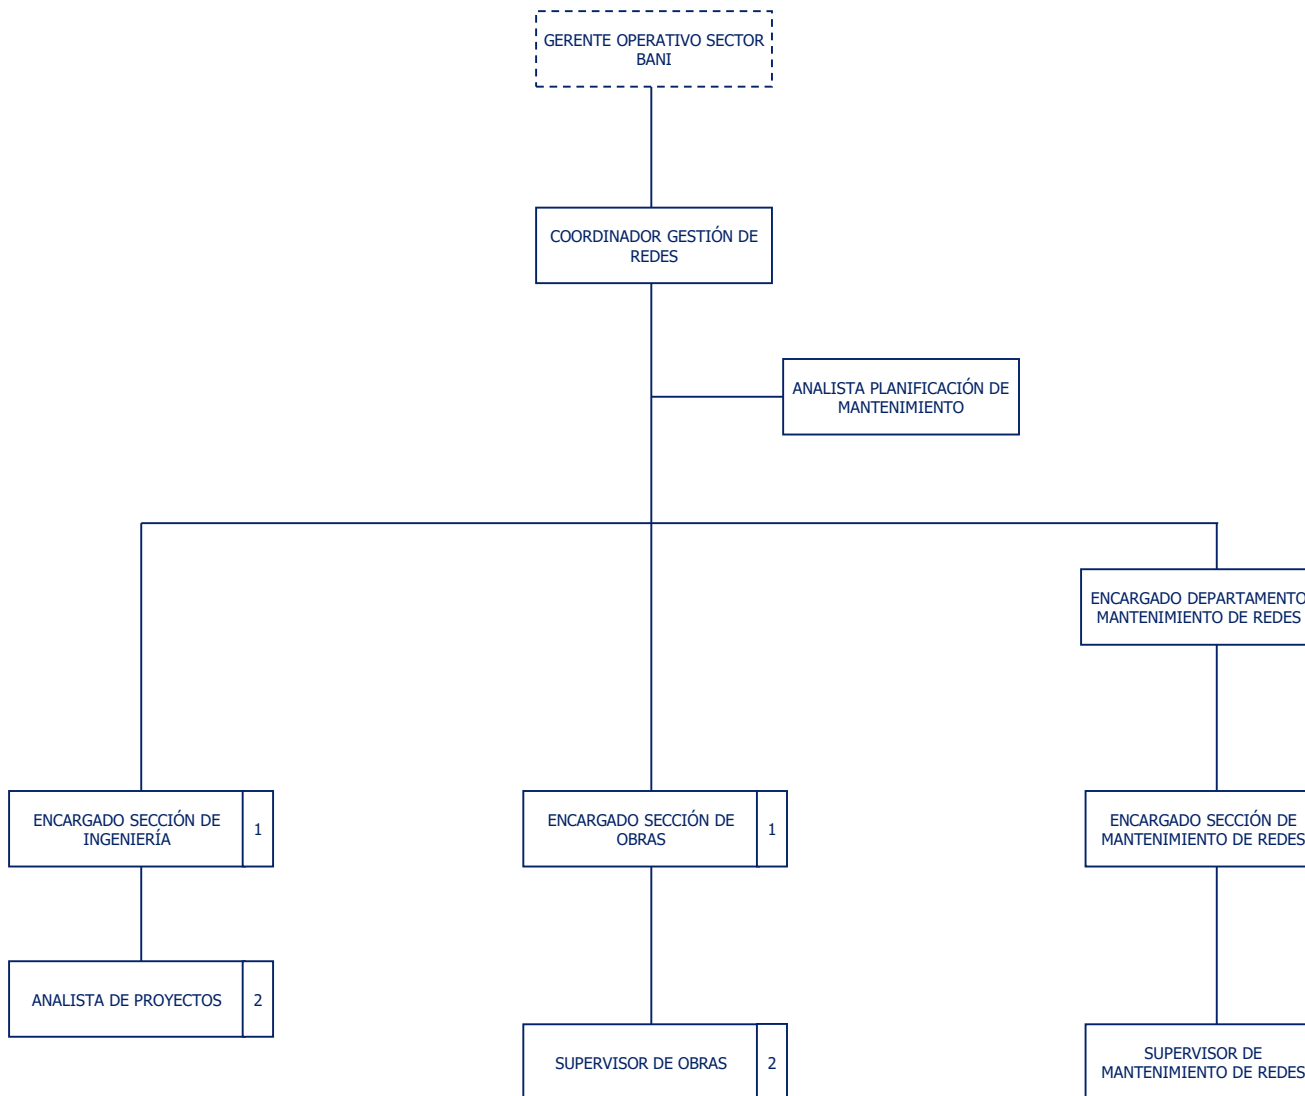 GERENTE OPERATIVO SECTOR
BANI
COORDINADOR GESTIÓN DE
REDES
ANALISTA PLANIFICACIÓN DE
MANTENIMIENTO
ENCARGADO DEPARTAMENTO
MANTENIMIENTO DE REDES
ENCARGADO SECCIÓN DE
INGENIERÍA
1
ENCARGADO SECCIÓN DE
OBRAS
1
ENCARGADO SECCIÓN DE
MANTENIMIENTO DE REDES
ANALISTA DE PROYECTOS
2
SUPERVISOR DE OBRAS
2
SUPERVISOR DE
MANTENIMIENTO DE REDES